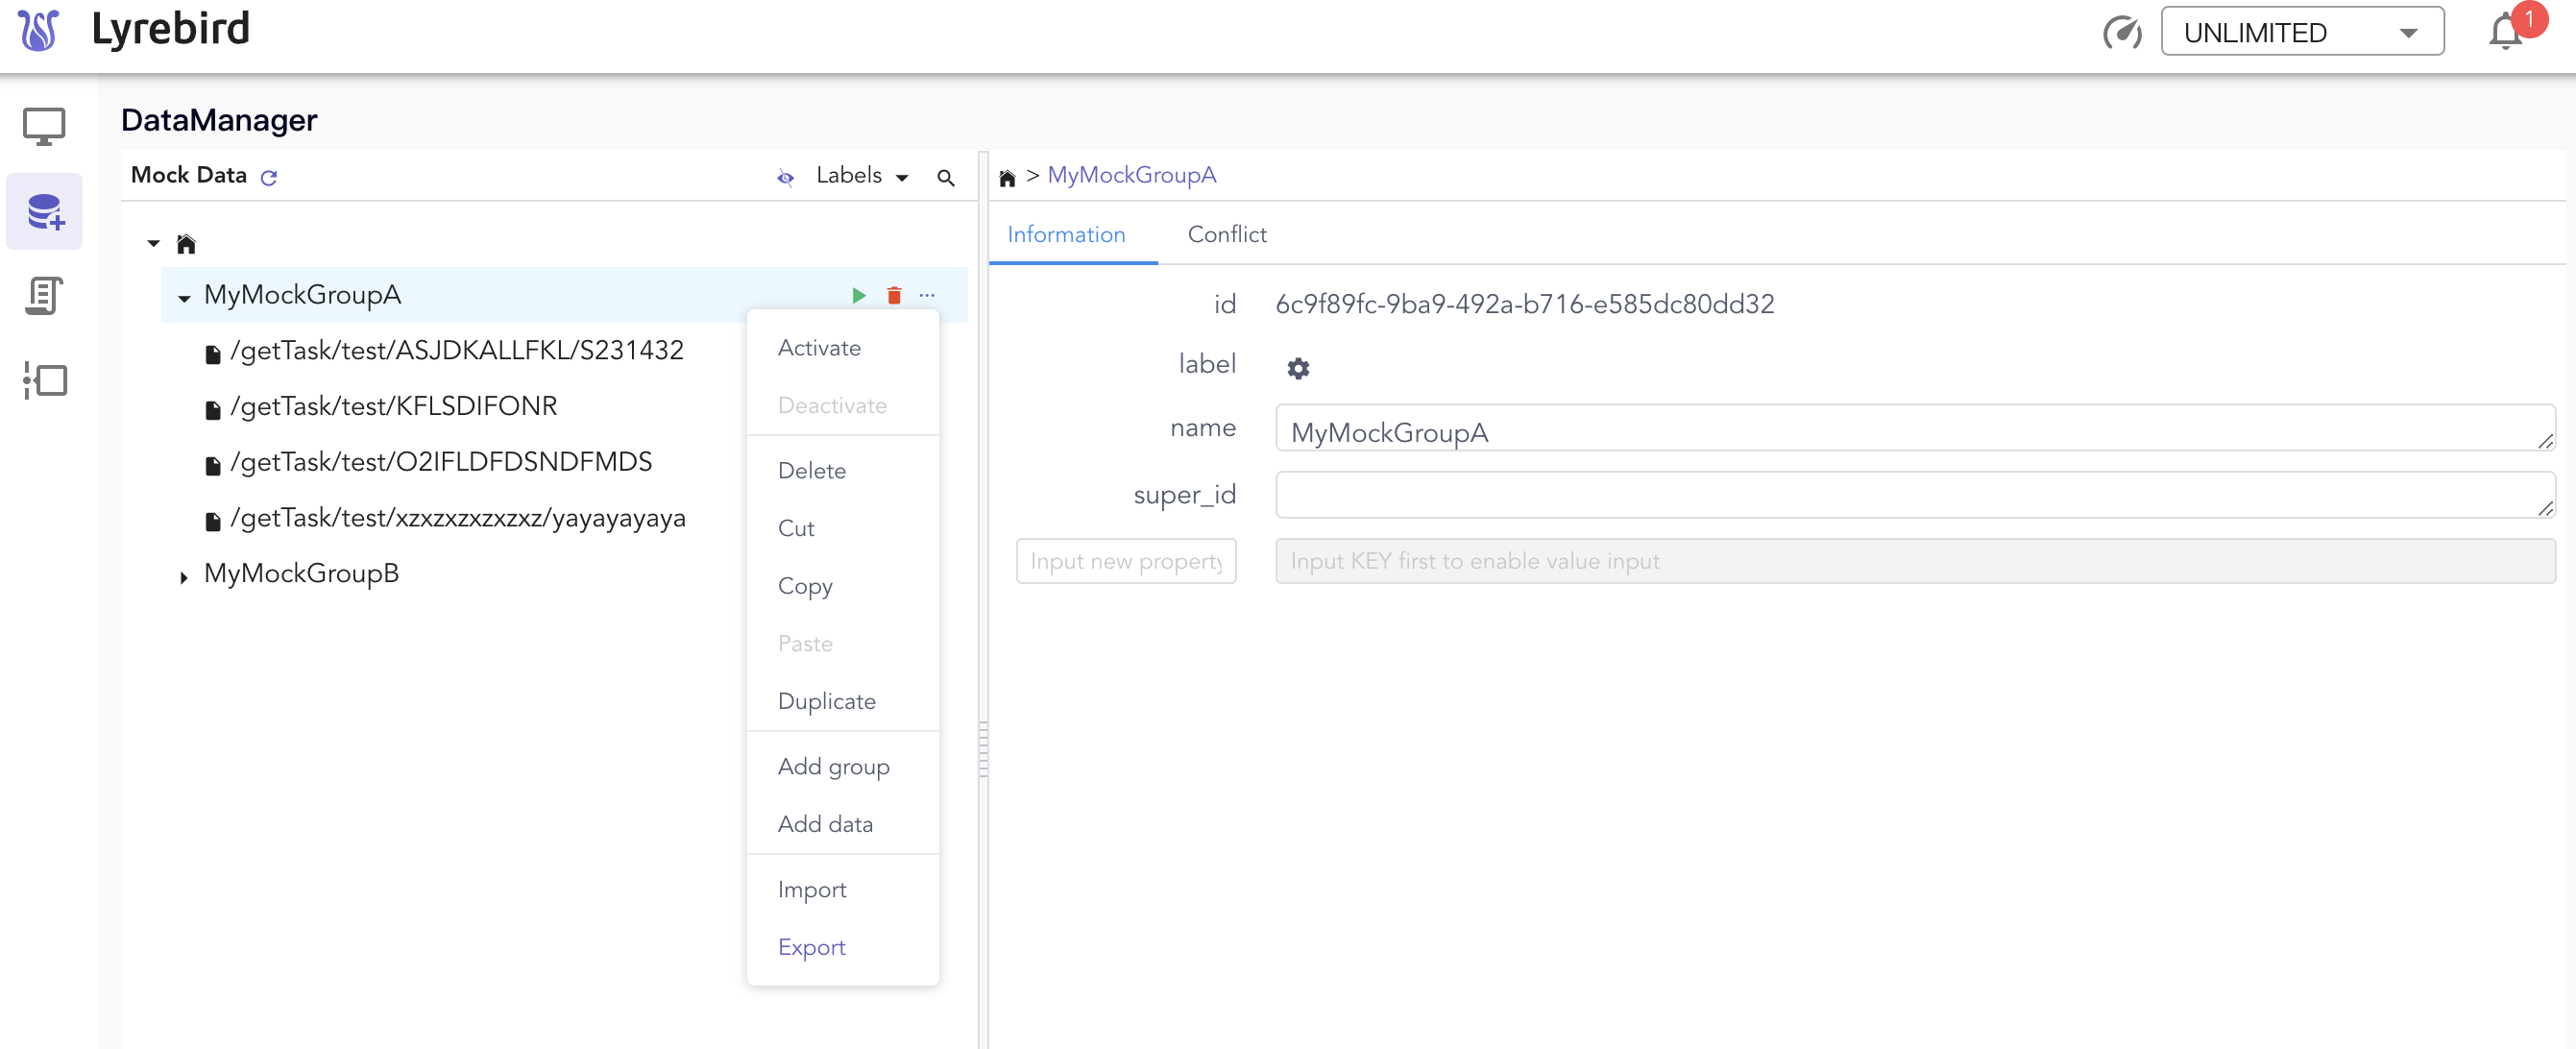 Lyrebird
UNLIMITED
1
DataManager
Mock Data
Labels
> MyMockGroupA
Information
Conflict
MyMockGroupA
/getTask/test/ASJDKALLFKL/S231432
/getTask/test/KFLSDIFONR
/getTask/test/O2IFLDFDSNDFMDS
/getTask/test/xzxzxzxzxzxz/yayayayaya
MyMockGroupB
Activate
Deactivate
Delete
Cut
Copy
Paste
Duplicate
Add group
Add data
Import
Export
id 6c9f89fc-9ba9-492a-b716-e585dc80dd32
label
name MyMockGroupA
super_id
Input new property Input KEY first to enable value input